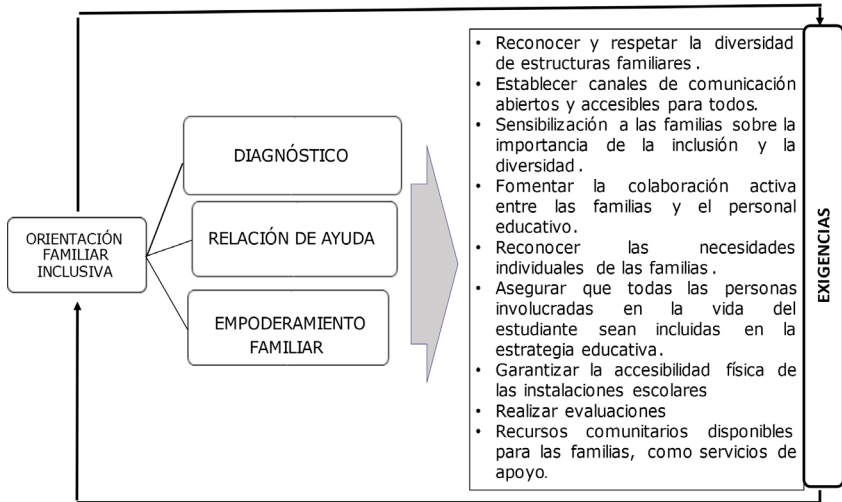 ORIENTACIÓN
FAMILIAR
INCLUSIVA
DIAGNÓSTICO
RELACIÓN DE AYUDA
EMPODERAMIENTO
FAMILIAR
• Reconocer y respetar la diversidad
de estructuras familiares .
• Establecer canales de comunicación
abiertos y accesibles para todos.
• Sensibilización a las familias sobre la
importancia de la inclusión y la
diversidad .
• Fomentar la colaboración activa
entre las familias y el personal
educativo.
• Reconocer las necesidades
individuales de las familias .
• Asegurar que todas las personas
involucradas en la vida del
estudiante sean incluidas en la
estrategia educativa.
• Garantizar la accesibilidad física de
las instalaciones escolares
• Realizar evaluaciones
• Recursos comunitarios disponibles
para las familias, como servicios de
apoyo.
EXIGENCIAS